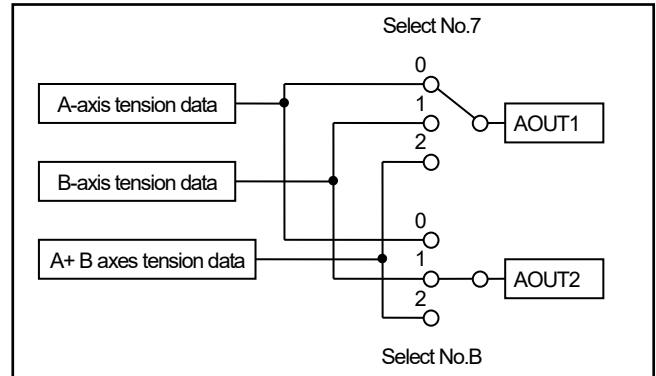 Select No.7
0
A-axis tension data
1
AOUT1
2
B-axis tension data
0
A+ B axes tension data
1
AOUT2
2
Select No.B